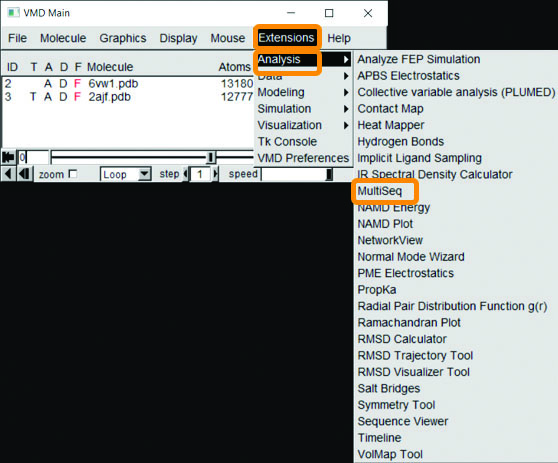 VMD Main
File Molecule Graphics Display Mouse Extensions Help
ID T A D F Molecule Atoms
2 A D F 6vw1.pdb 13180
3 T A D F 2ajf.pdb 12777
0
zoom Loop step 1 speed
Analysis
Data
Modeling
Simulation
Visualization
Tk Console
VMD Preferences
Analyze FEP Simulation
APBS Electrostatics
Collective variable analysis (PLUMED)
Contact Map
Heat Mapper
Hydrogen Bonds
Implicit Ligand Sampling
IR Spectral Density Calculator
MultiSeq
NAMD Energy
NAMD Plot
NetworkView
Normal Mode Wizard
PME Electrostatics
PropKa
Radial Pair Distribution Function g(r)
Ramachandran Plot
RMSD Calculator
RMSD Trajectory Tool
RMSD Visualizer Tool
Salt Bridges
Symmetry Tool
Sequence Viewer
Timeline
VolMap Tool